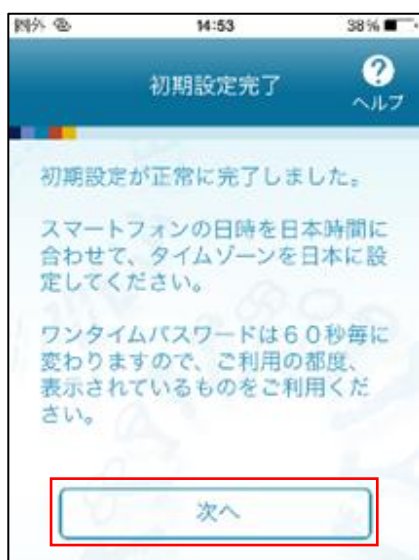 圏外 14:53 38%
初期設定完了
?
ヘルプ
初期設定が正常に完了しました。
スマートフォンの日時を日本時間に
合わせて、タイムゾーンを日本に設
定してください。
ワンタイムパスワードは60秒毎に
変わりますので、ご利用の都度、
表示されているものをご利用くだ
さい。
次へ